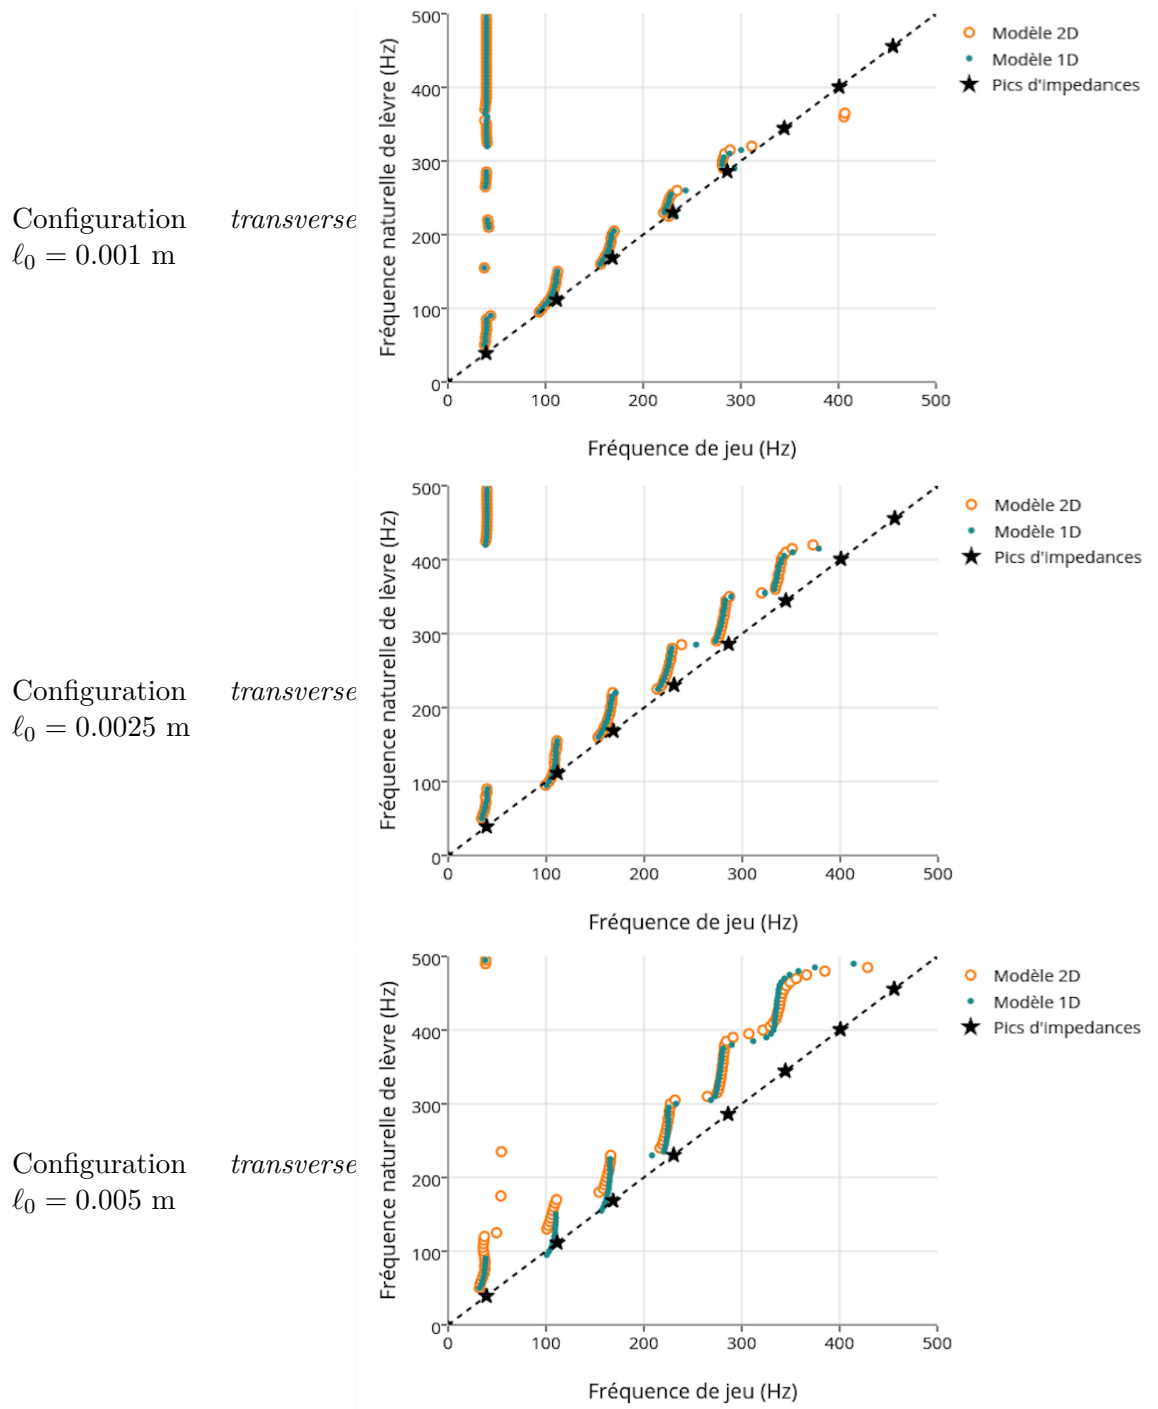 500
400
300
200
100
0
Fréquence naturelle de lèvre (Hz)
0 100 200 300 400 500
Fréquence de jeu (Hz)
Modèle 2D
Modèle 1D
Pics d'impedances
Configuration transverse
ℓ₀ = 0.001 m
500
400
300
200
100
0
Fréquence naturelle de lèvre (Hz)
0 100 200 300 400 500
Fréquence de jeu (Hz)
Modèle 2D
Modèle 1D
Pics d'impedances
Configuration transverse
ℓ₀ = 0.0025 m
500
400
300
200
100
0
Fréquence naturelle de lèvre (Hz)
0 100 200 300 400 500
Fréquence de jeu (Hz)
Modèle 2D
Modèle 1D
Pics d'impedances
Configuration transverse
ℓ₀ = 0.005 m